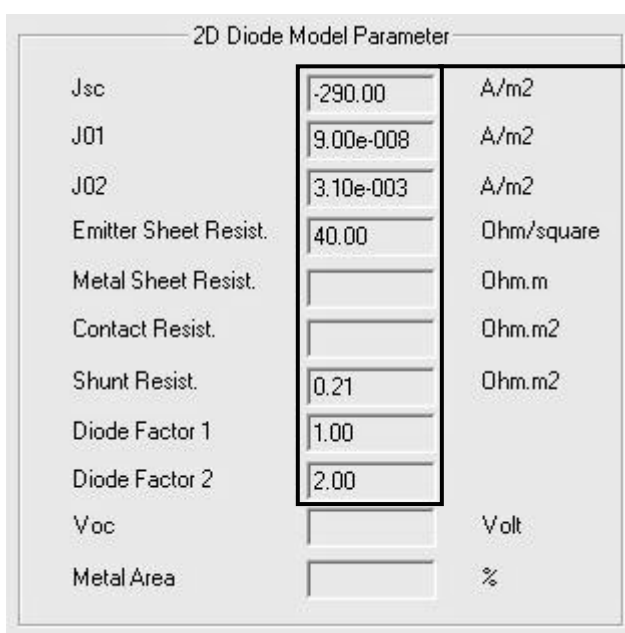 2D Diode Model Parameter
Jsc -290.00 A/m2
J01 9.00e-008 A/m2
J02 3.10e-003 A/m2
Emitter Sheet Resist. 40.00 Ohm/square
Metal Sheet Resist. Ohm.m
Contact Resist. Ohm.m2
Shunt Resist. 0.21 Ohm.m2
Diode Factor 1 1.00
Diode Factor 2 2.00
Voc Volt
Metal Area %